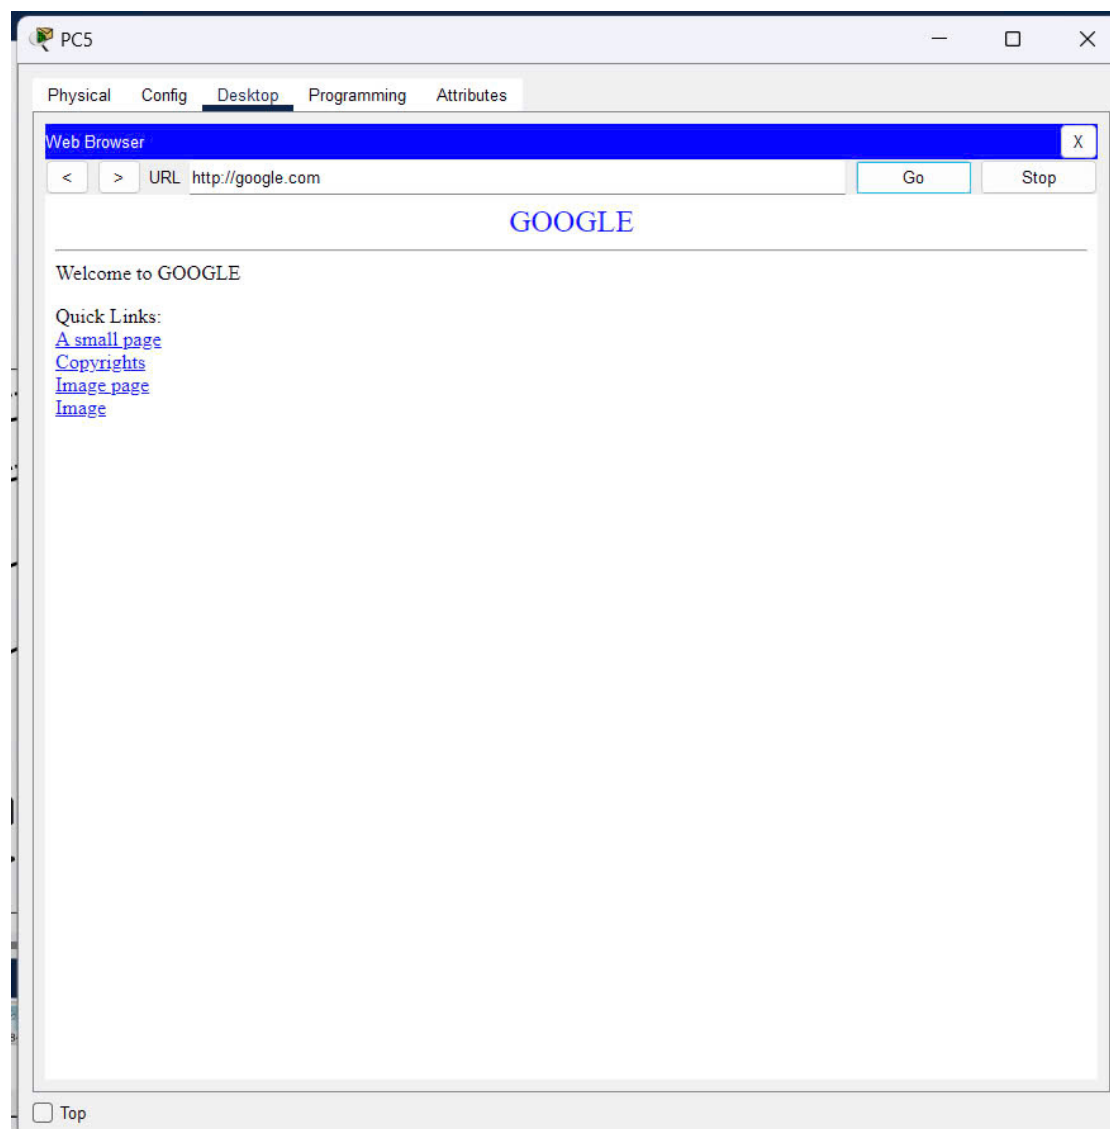 PC5
Physical Config Desktop Programming Attributes
Web Browser X
< > URL http://google.com Go Stop
GOOGLE
Welcome to GOOGLE
Quick Links:
A small page
Copyrights
Image page
Image
Top